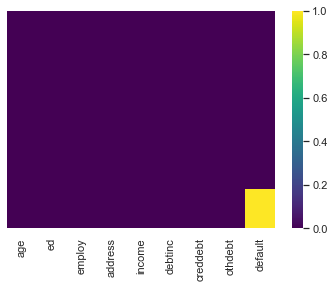 1.0
0.8
0.6
0.4
0.2
0.0
age
ed
employ
address
income
debtinc
creddebt
othdebt
default